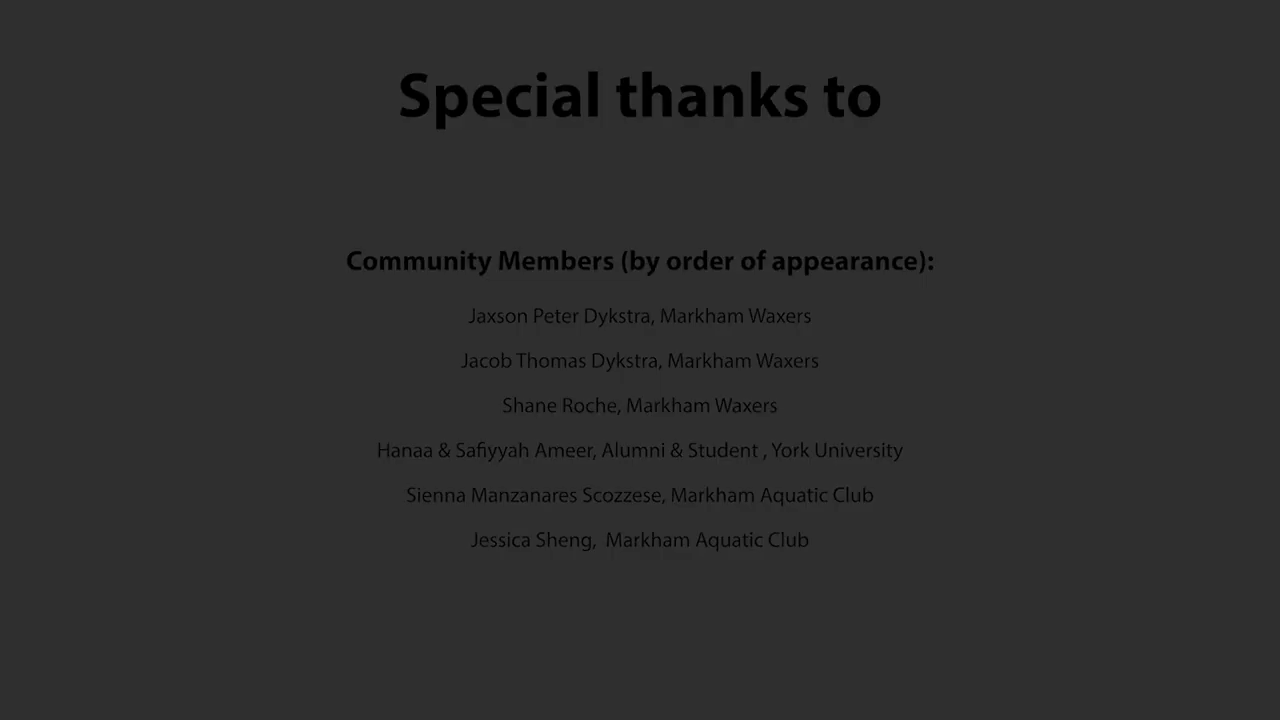 Special thanks to
Community Members (by order of appearance):
Jaxson Peter Dykstra, Markham Waxers
Jacob Thomas Dykstra, Markham Waxers
Shane Roche, Markham Waxers
Hanaa & Safiyyah Ameer, Alumni & Student , York University
Sienna Manzanares Scozzese, Markham Aquatic Club
Jessica Sheng,  Markham Aquatic Club